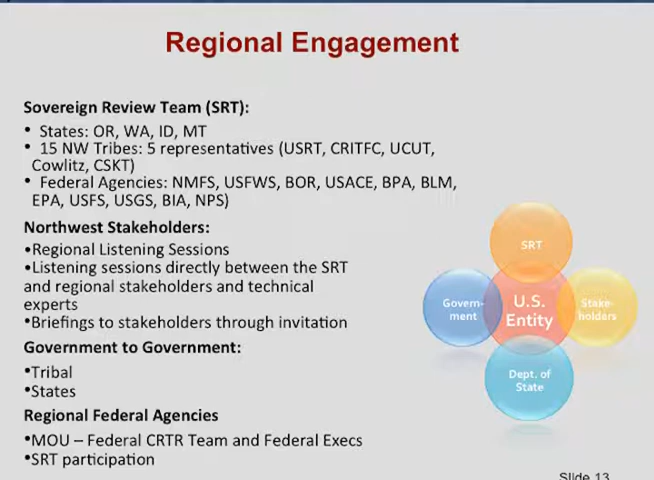 Regional Engagement
Sovereign Review Team (SRT):
• States: OR, WA, ID, MT
• 15 NW Tribes: 5 representatives (USRT, CRITFC, UCUT,
Cowlitz, CSKT)
• Federal Agencies: NMFS, USFWS, BOR, USACE, BPA, BLM,
EPA, USFS, USGS, BIA, NPS)
Northwest Stakeholders:
•Regional Listening Sessions
•Listening sessions directly between the SRT
and regional stakeholders and technical
experts
•Briefings to stakeholders through invitation
Government to Government:
•Tribal
•States
Regional Federal Agencies
•MOU – Federal CRTR Team and Federal Execs
•SRT participation
SRT
Govern-
ment
U.S.
Entity
Stake-
holders
Dept. of
State
Slide 13